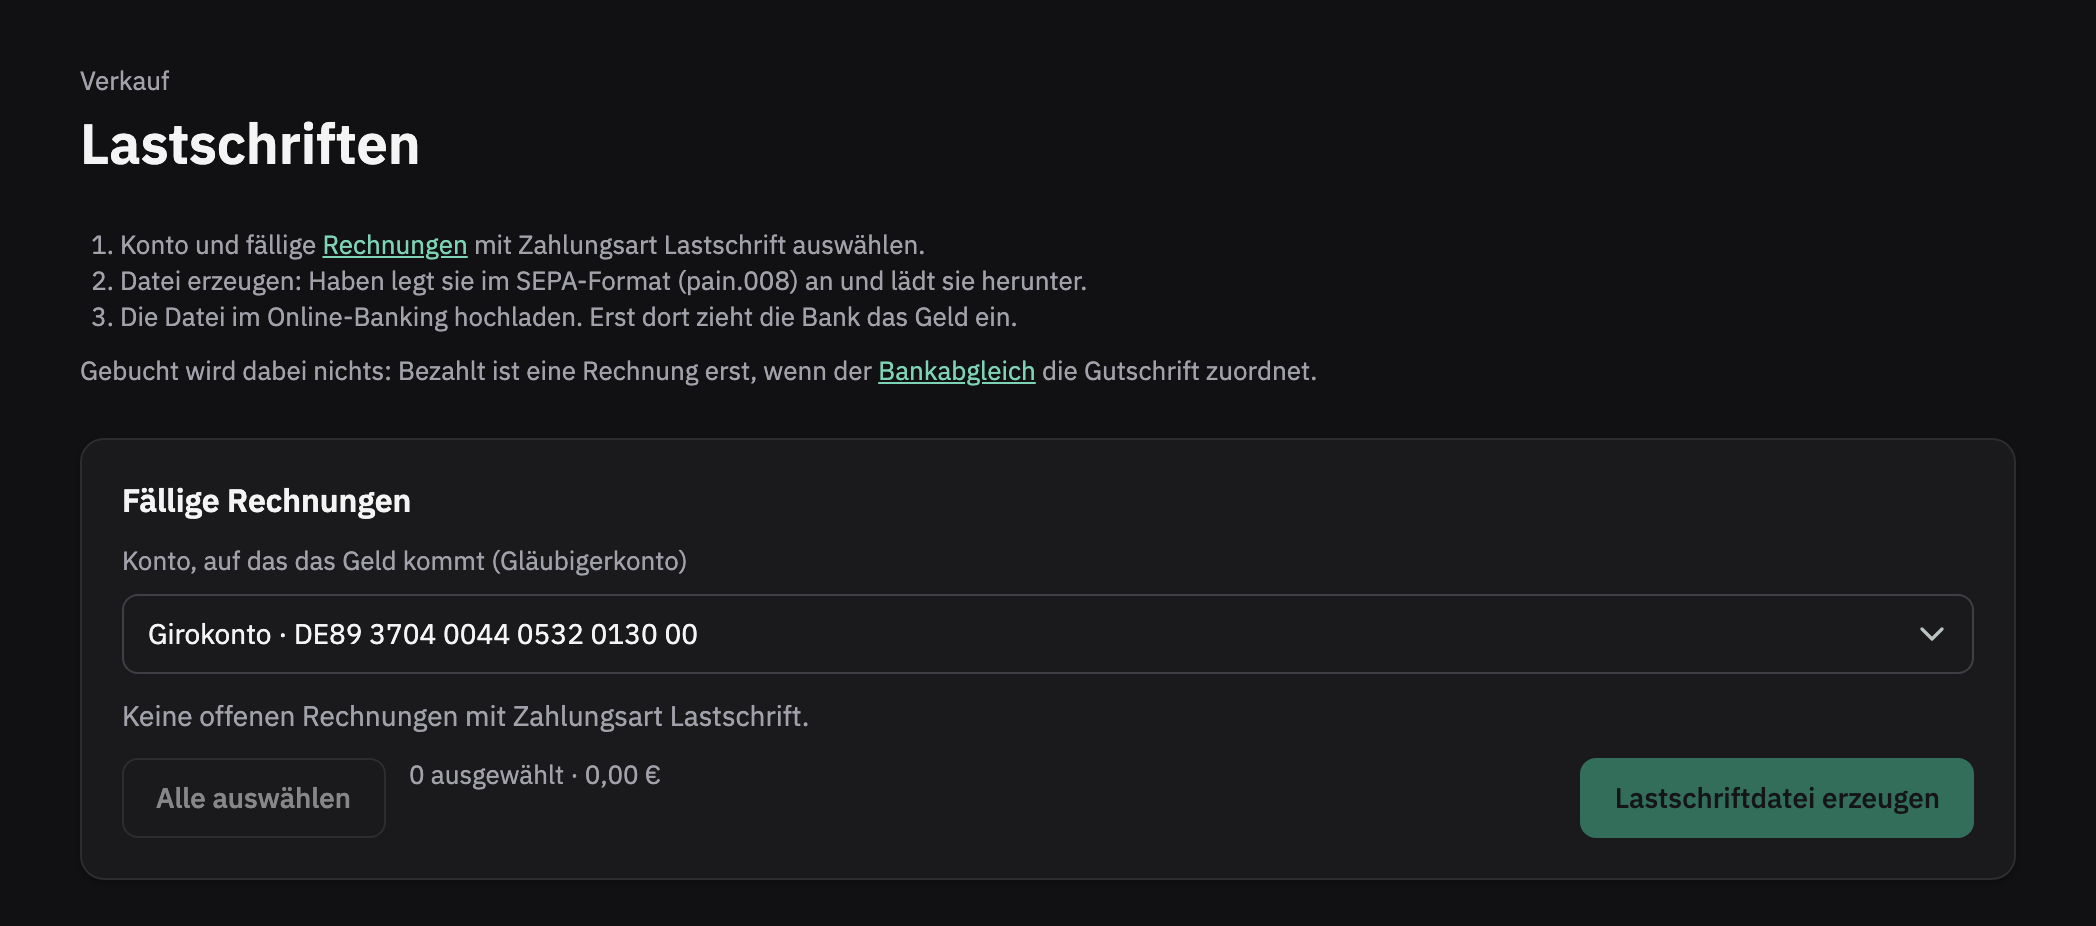 Verkauf
Lastschriften
1. Konto und fällige Rechnungen mit Zahlungsart Lastschrift auswählen.
2. Datei erzeugen: Haben legt sie im SEPA-Format (pain.008) an und lädt sie herunter.
3. Die Datei im Online-Banking hochladen. Erst dort zieht die Bank das Geld ein.
Gebucht wird dabei nichts: Bezahlt ist eine Rechnung erst, wenn der Bankabgleich die Gutschrift zuordnet.
Fällige Rechnungen
Konto, auf das das Geld kommt (Gläubigerkonto)
Girokonto · DE89 3704 0044 0532 0130 00
Keine offenen Rechnungen mit Zahlungsart Lastschrift.
Alle auswählen
0 ausgewählt · 0,00 €
Lastschriftdatei erzeugen